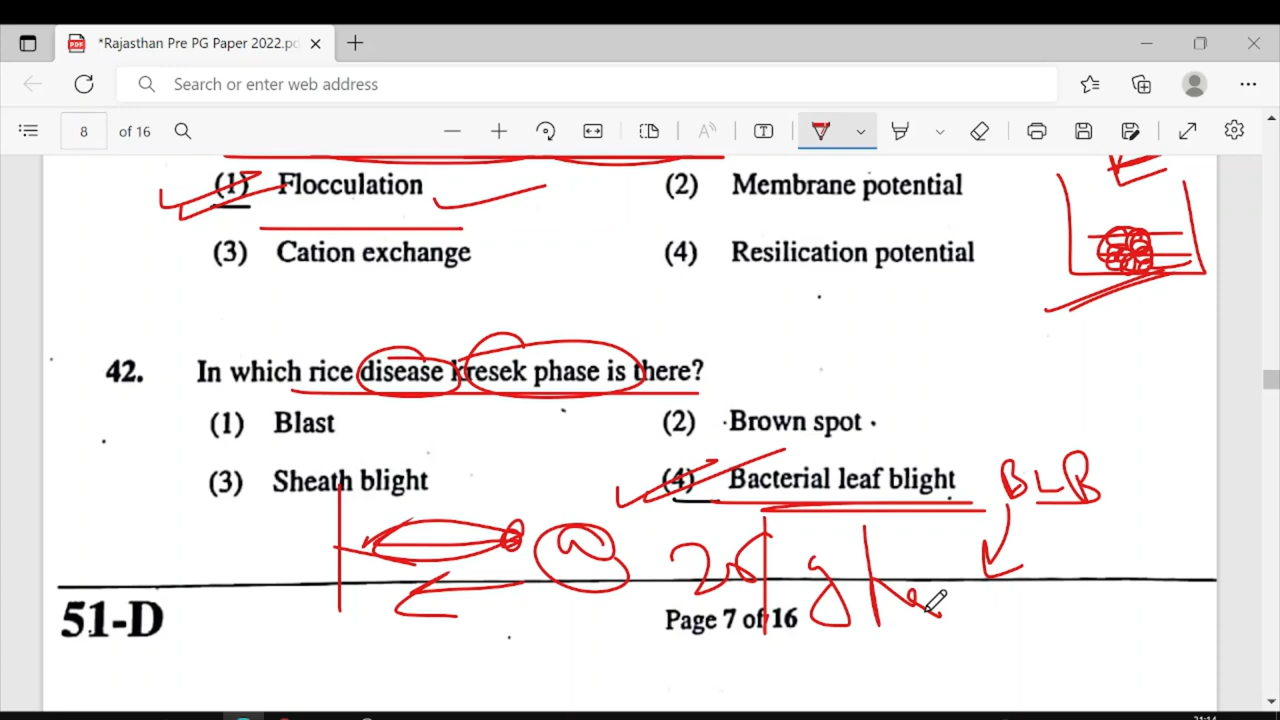 *Rajasthan Pre PG Paper 2022.pd
Search or enter web address
8 of 16
(1) Flocculation (2) Membrane potential
(3) Cation exchange (4) Resilication potential
42. In which rice disease kresek phase is there?
(1) Blast (2) Brown spot
(3) Sheath blight (4) Bacterial leaf blight
BLB
51-D Page 7 of 16